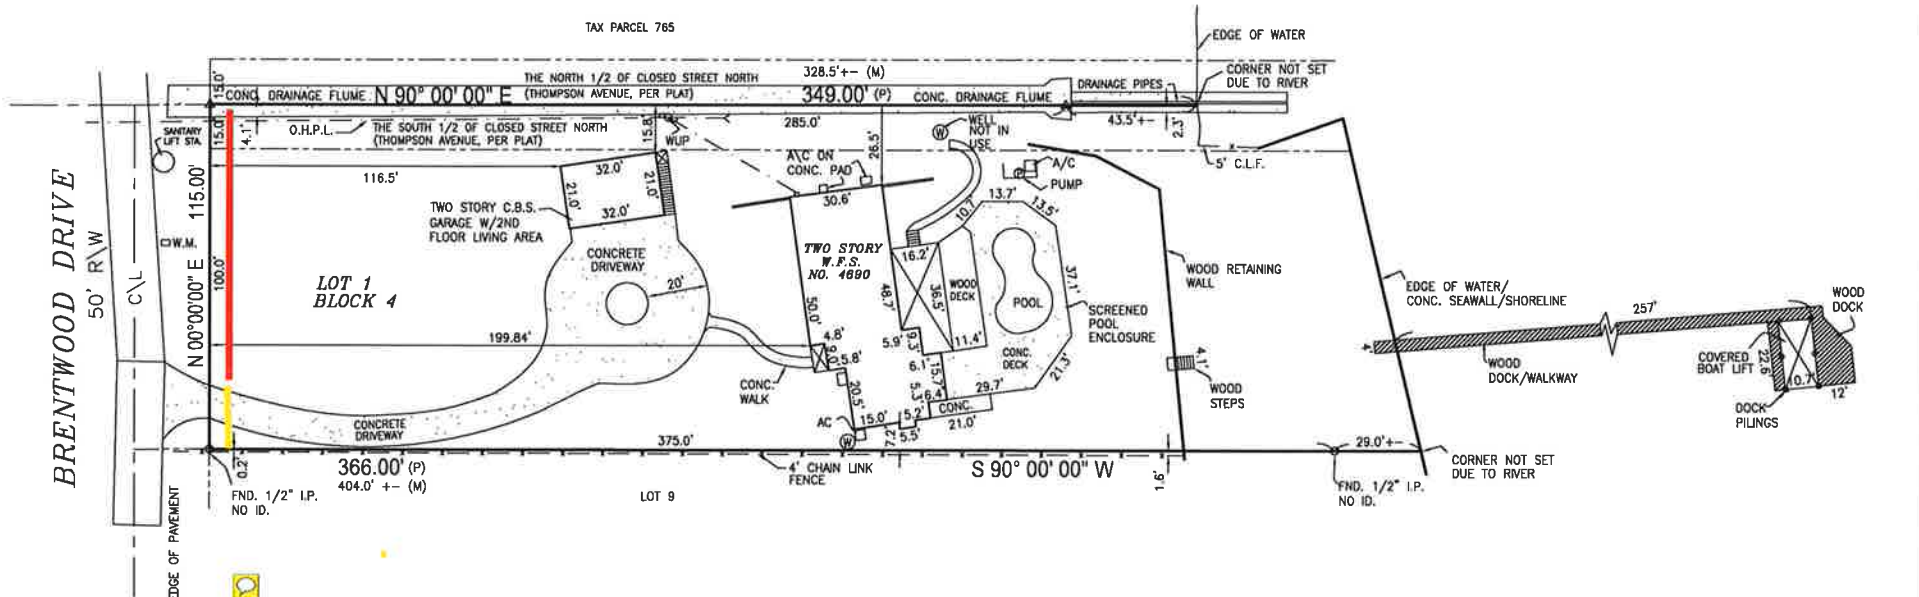 TAX PARCEL 765
EDGE OF WATER
THE NORTH 1/2 OF CLOSED STREET NORTH
(THOMPSON AVENUE, PER PLAT)
328.5'+- (M)
CORNER NOT SET
DUE TO RIVER
DRAINAGE PIPES
15.0'
CONC. DRAINAGE FLUME
N 90° 00' 00" E
349.00' (P)
CONC. DRAINAGE FLUME
SANITARY
LIFT STA.
15.0'
4.1'
O.H.P.L.
THE SOUTH 1/2 OF CLOSED STREET NORTH
(THOMPSON AVENUE, PER PLAT)
15.8'
WUP
285.0'
26.5'
W
WELL
NOT IN
USE
43.5'+-
2.3'
5' C.L.F.
A\C ON
CONC. PAD
A/C
P
PUMP
116.5'
32.0'
21.0'
21.0'
32.0'
TWO STORY C.B.S.
GARAGE W/2ND
FLOOR LIVING AREA
30.6'
10.7'
13.7'
13.5'
BRENTWOOD DRIVE
50' R\W
C\L
W.M.
N 00°00'00" E
115.00'
100.0'
LOT 1
BLOCK 4
CONCRETE
DRIVEWAY
20'
TWO STORY
W.F.S.
NO. 4690
16.2'
48.7'
36.5'
WOOD
DECK
POOL
37.1'
SCREENED
POOL
ENCLOSURE
WOOD RETAINING
WALL
EDGE OF WATER/
CONC. SEAWALL/SHORELINE
257'
WOOD
DOCK
50.0'
199.84'
4.8'
9.0'
5.8'
5.9'
9.3'
11.4'
6.1'
15.7'
CONC.
DECK
21.3'
4.1'
WOOD
STEPS
4'
WOOD
DOCK/WALKWAY
COVERED
BOAT LIFT
22.6'
10.7'
12'
DOCK
PILINGS
CONC.
WALK
20.5'
5.3'
6.4'
29.7'
CONC.
21.0'
AC
15.0'
5.2'
5.5'
7.2'
W
CONCRETE
DRIVEWAY
375.0'
0.2'
366.00' (P)
404.0' +- (M)
4' CHAIN LINK
FENCE
S 90° 00' 00" W
1.6'
29.0'+-
CORNER NOT SET
DUE TO RIVER
FND. 1/2" I.P.
NO ID.
LOT 9
FND. 1/2" I.P.
NO ID.
EDGE OF PAVEMENT